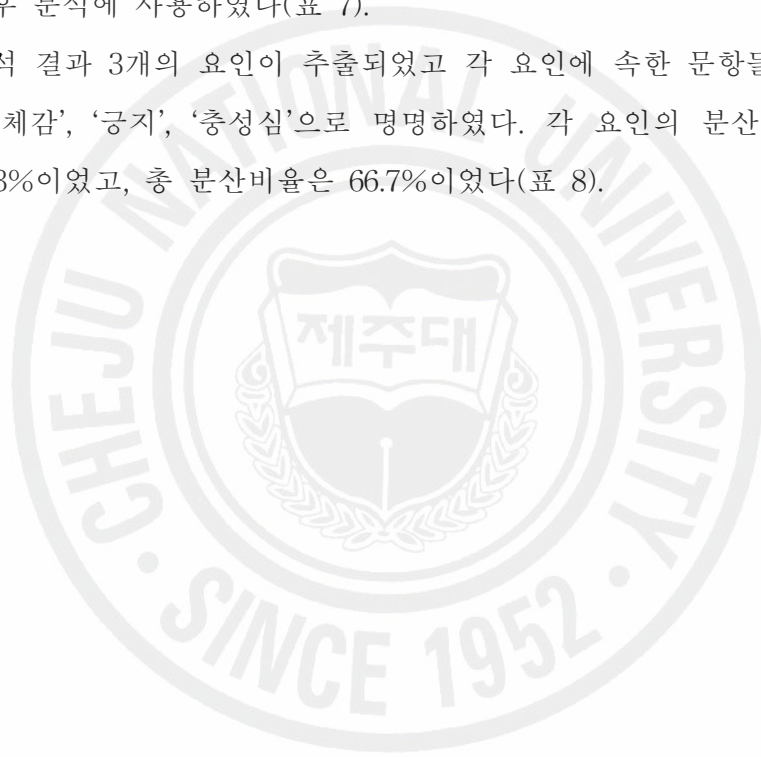 분석에 사용하였다(표 7).
결과 3개의 요인이 추출되었고 각 요인에 속한 문항들
체감’, ‘긍지’, ‘충성심’으로 명명하였다. 각 요인의 분산
3%이었고, 총 분산비율은 66.7%이었다(표 8).
CHEJU NATIONAL UNIVERSITY
제주대
SINCE 1952